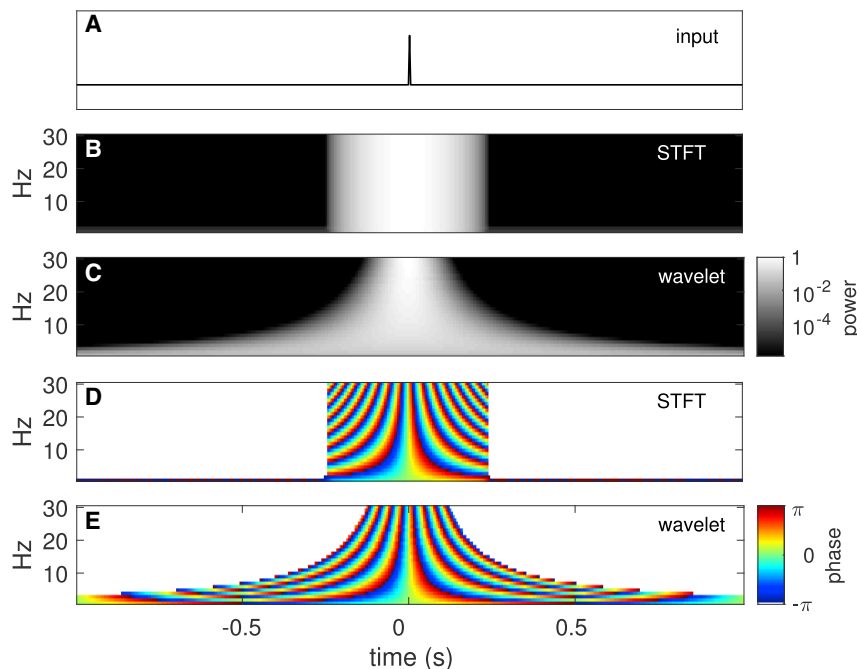 A
input
B
STFT
30
20
10
Hz
C
wavelet
30
20
10
Hz
1
10-2
10-4
power
D
STFT
30
20
10
Hz
E
wavelet
30
20
10
Hz
π
0
-π
phase
-0.5
0
0.5
time (s)